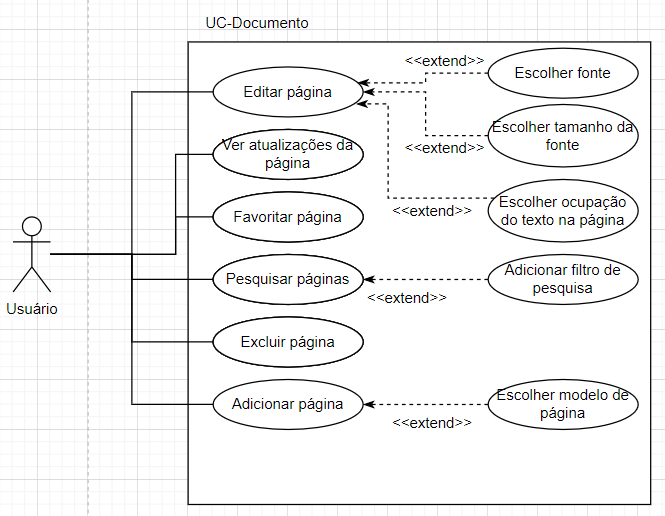 UC-Documento
<<extend>>
Escolher fonte
Editar página
Escolher tamanho da
fonte
<<extend>>
Ver atualizações da
página
Escolher ocupação
do texto na página
<<extend>>
Favoritar página
Usuário
Pesquisar páginas
Adicionar filtro de
pesquisa
<<extend>>
Excluir página
Adicionar página
Escolher modelo de
página
<<extend>>